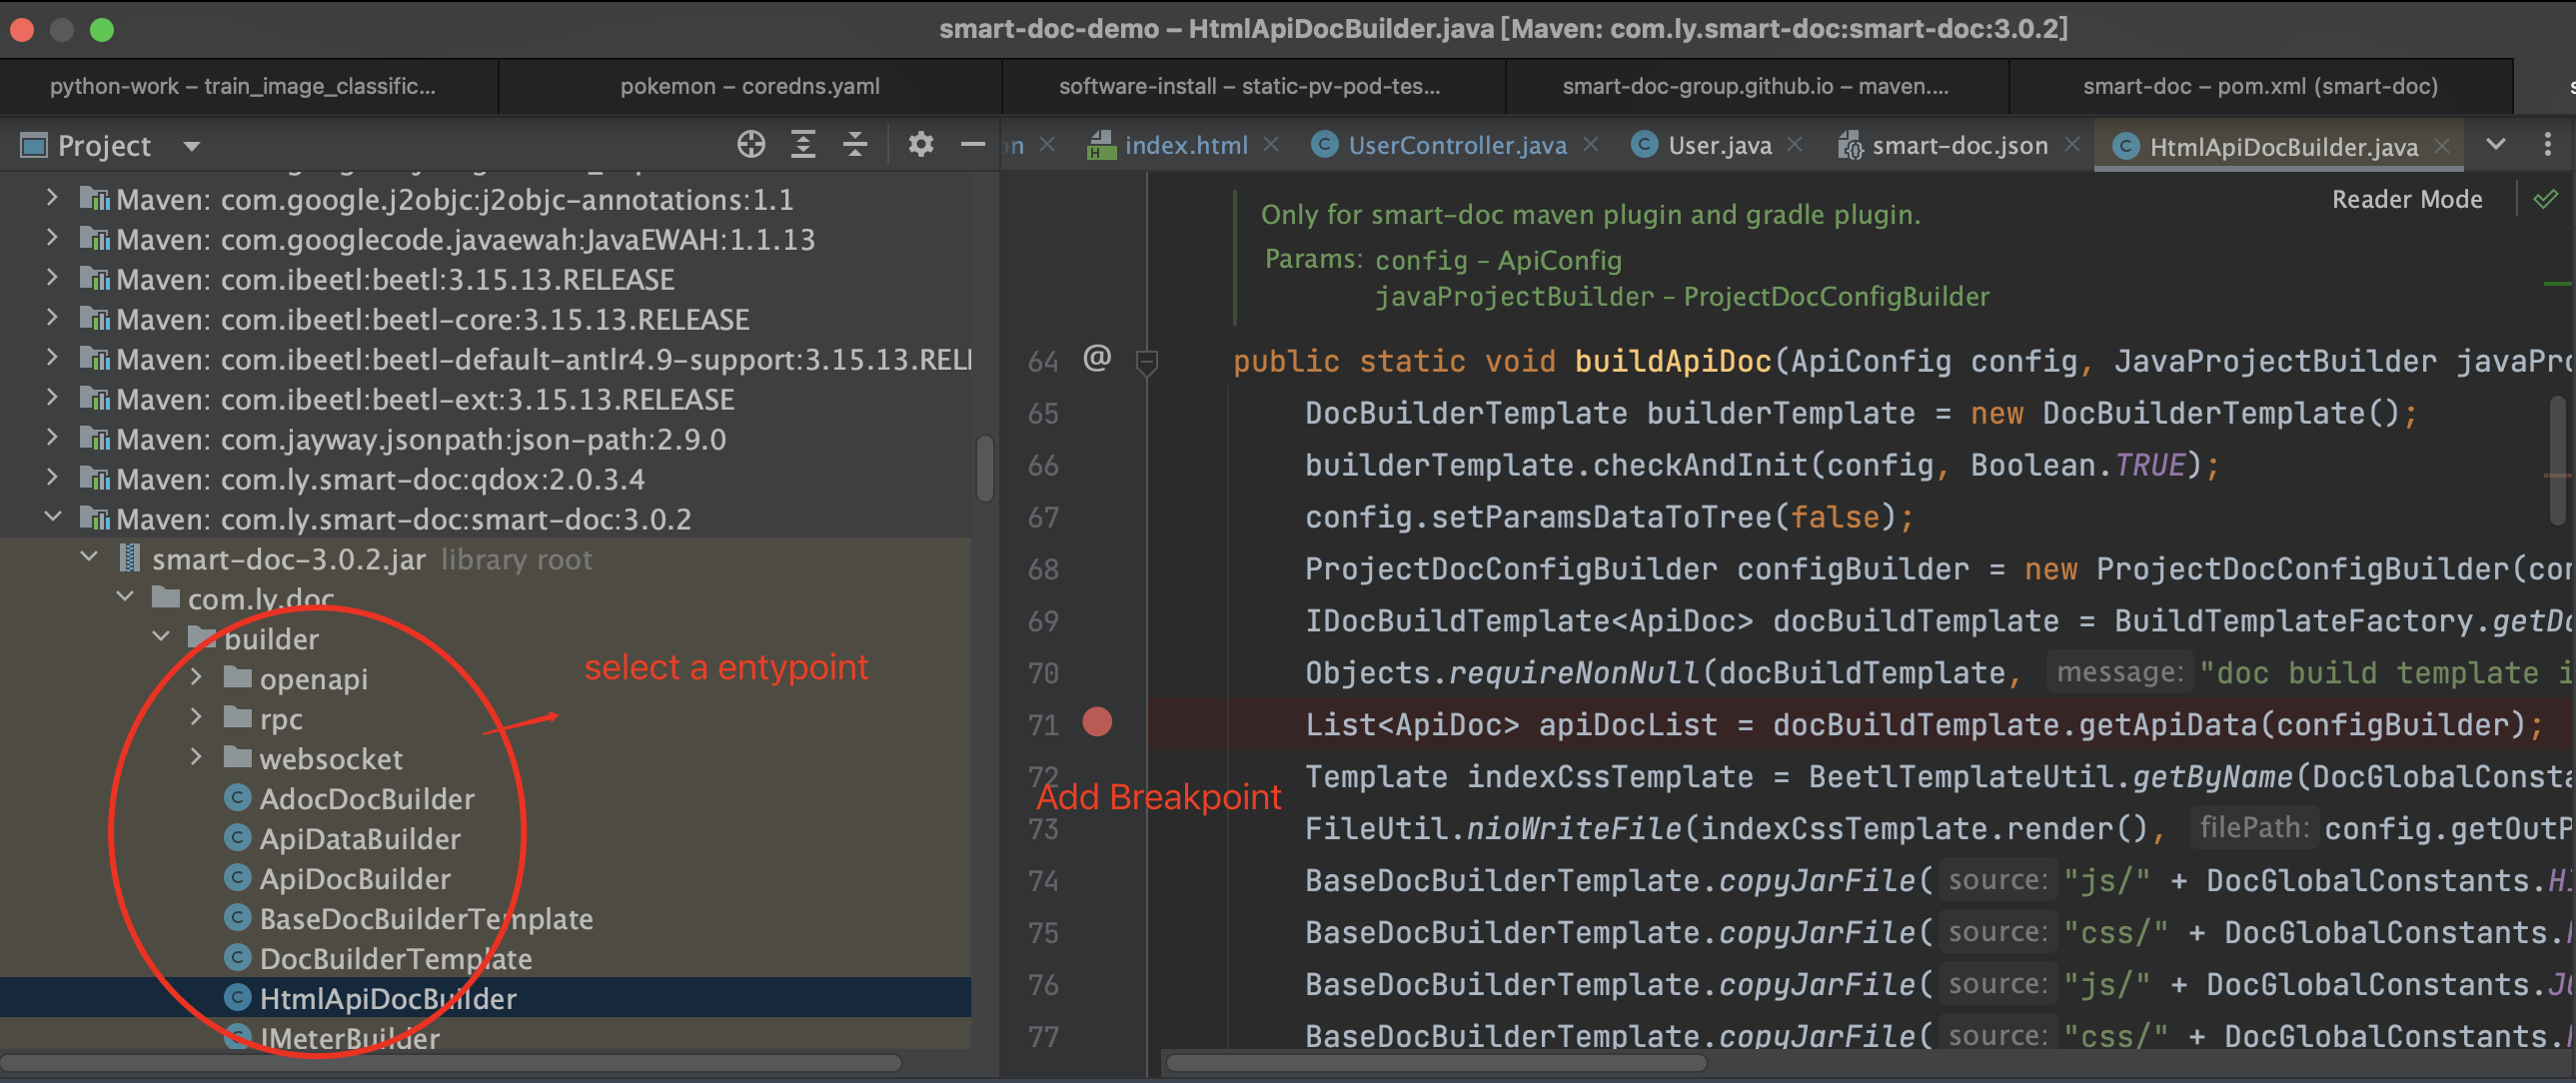 smart-doc-demo – HtmlApiDocBuilder.java [Maven: com.ly.smart-doc:smart-doc:3.0.2]
python-work – train_image_classific...
pokemon – coredns.yaml
software-install – static-pv-pod-tes...
smart-doc-group.github.io – maven....
smart-doc – pom.xml (smart-doc)
Project
index.html
UserController.java
User.java
smart-doc.json
HtmlApiDocBuilder.java
Maven: com.google.j2objc:j2objc-annotations:1.1
Maven: com.googlecode.javaewah:JavaEWAH:1.1.13
Maven: com.ibeetl:beetl:3.15.13.RELEASE
Maven: com.ibeetl:beetl-core:3.15.13.RELEASE
Maven: com.ibeetl:beetl-default-antlr4.9-support:3.15.13.REL
Maven: com.ibeetl:beetl-ext:3.15.13.RELEASE
Maven: com.jayway.jsonpath:json-path:2.9.0
Maven: com.ly.smart-doc:qdox:2.0.3.4
Maven: com.ly.smart-doc:smart-doc:3.0.2
smart-doc-3.0.2.jar library root
com.ly.doc
builder
openapi
rpc
websocket
AdocDocBuilder
ApiDataBuilder
ApiDocBuilder
BaseDocBuilderTemplate
DocBuilderTemplate
HtmlApiDocBuilder
JMeterBuilder
select a entypoint
Reader Mode
Only for smart-doc maven plugin and gradle plugin.
Params: config – ApiConfig
javaProjectBuilder – ProjectDocConfigBuilder
64 @ public static void buildApiDoc(ApiConfig config, JavaProjectBuilder javaPro
65 DocBuilderTemplate builderTemplate = new DocBuilderTemplate();
66 builderTemplate.checkAndInit(config, Boolean.TRUE);
67 config.setParamsDataToTree(false);
68 ProjectDocConfigBuilder configBuilder = new ProjectDocConfigBuilder(con
69 IDocBuildTemplate<ApiDoc> docBuildTemplate = BuildTemplateFactory.getDo
70 Objects.requireNonNull(docBuildTemplate, message: "doc build template i
71 List<ApiDoc> apiDocList = docBuildTemplate.getApiData(configBuilder);
72 Template indexCssTemplate = BeetlTemplateUtil.getByName(DocGlobalConsta
Add Breakpoint
73 FileUtil.nioWriteFile(indexCssTemplate.render(), filePath: config.getOutP
74 BaseDocBuilderTemplate.copyJarFile( source: "js/" + DocGlobalConstants.HI
75 BaseDocBuilderTemplate.copyJarFile( source: "css/" + DocGlobalConstants.
76 BaseDocBuilderTemplate.copyJarFile( source: "js/" + DocGlobalConstants.JQ
77 BaseDocBuilderTemplate.copyJarFile( source: "css/" + DocGlobalConstants.